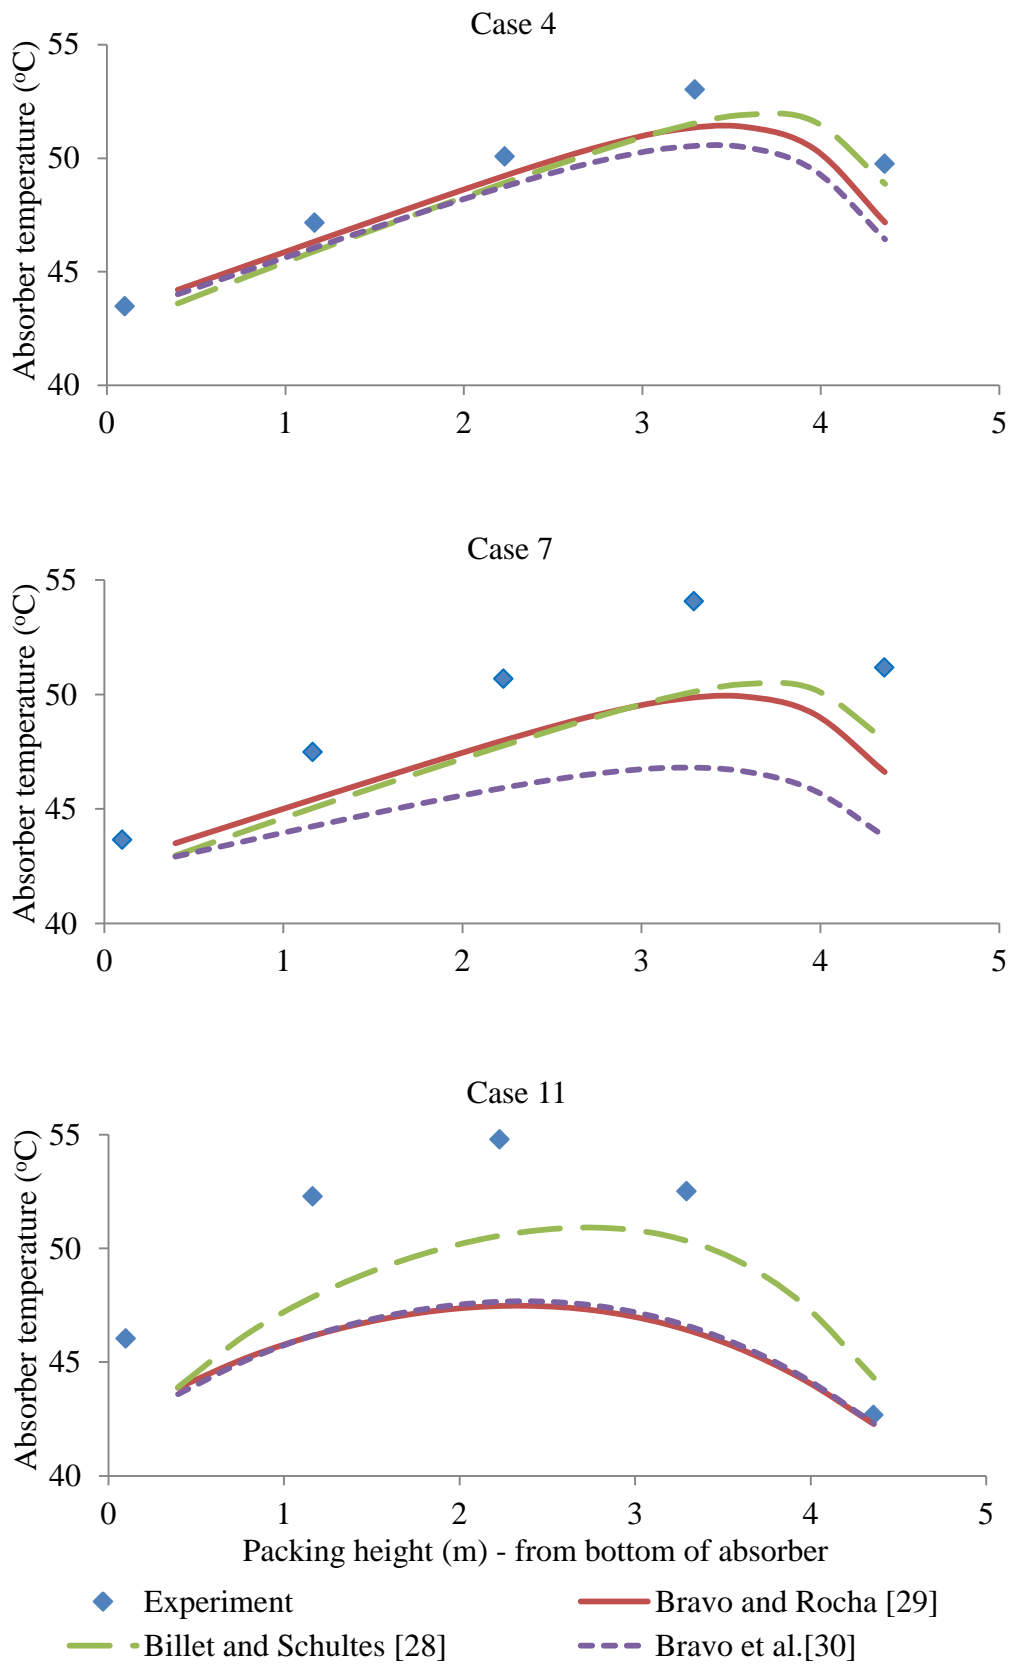 Case 4
Absorber temperature (°C)
55
50
45
40
0 1 2 3 4 5
Case 7
Absorber temperature (°C)
55
50
45
40
0 1 2 3 4 5
Case 11
Absorber temperature (°C)
55
50
45
40
0 1 2 3 4 5
Packing height (m) - from bottom of absorber
Experiment Bravo and Rocha [29]
Billet and Schultes [28] Bravo et al.[30]